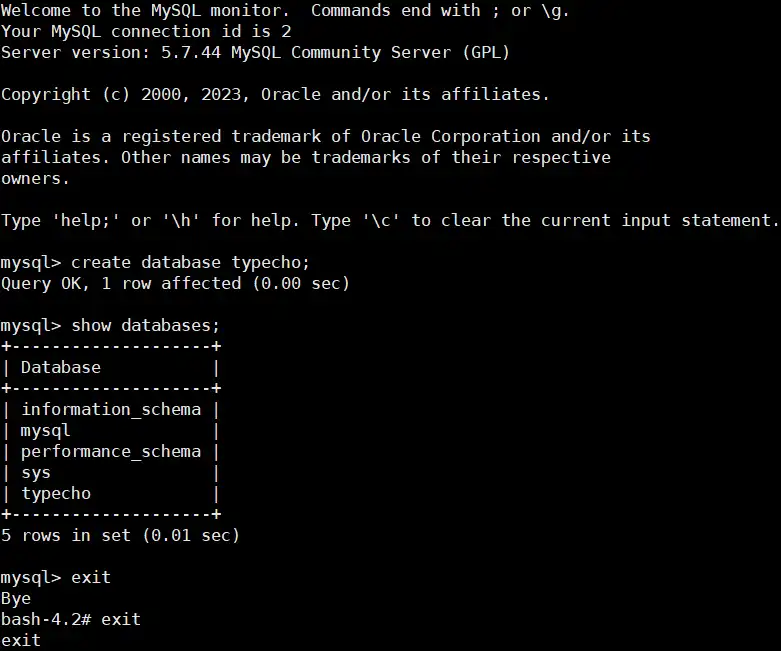 Welcome to the MySQL monitor.  Commands end with ; or \g.
Your MySQL connection id is 2
Server version: 5.7.44 MySQL Community Server (GPL)

Copyright (c) 2000, 2023, Oracle and/or its affiliates.

Oracle is a registered trademark of Oracle Corporation and/or its
affiliates. Other names may be trademarks of their respective
owners.

Type 'help;' or '\h' for help. Type '\c' to clear the current input statement.

mysql> create database typecho;
Query OK, 1 row affected (0.00 sec)

mysql> show databases;
+--------------------+
| Database           |
+--------------------+
| information_schema |
| mysql              |
| performance_schema |
| sys                |
| typecho            |
+--------------------+
5 rows in set (0.01 sec)

mysql> exit
Bye
bash-4.2# exit
exit